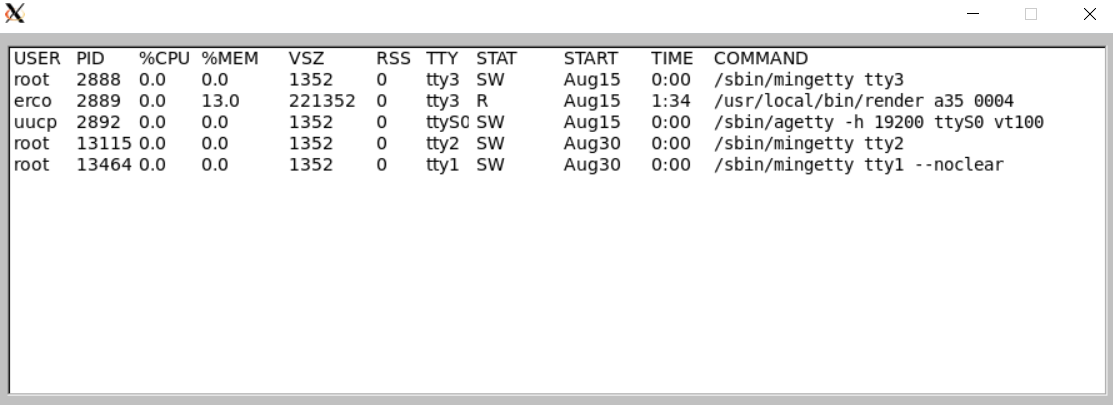 USER PID %CPU %MEM VSZ RSS TTY STAT START TIME COMMAND
root 2888 0.0 0.0 1352 0 tty3 SW Aug15 0:00 /sbin/mingetty tty3
erco 2889 0.0 13.0 221352 0 tty3 R Aug15 1:34 /usr/local/bin/render a35 0004
uucp 2892 0.0 0.0 1352 0 ttyS0 SW Aug15 0:00 /sbin/agetty -h 19200 ttyS0 vt100
root 13115 0.0 0.0 1352 0 tty2 SW Aug30 0:00 /sbin/mingetty tty2
root 13464 0.0 0.0 1352 0 tty1 SW Aug30 0:00 /sbin/mingetty tty1 --noclear